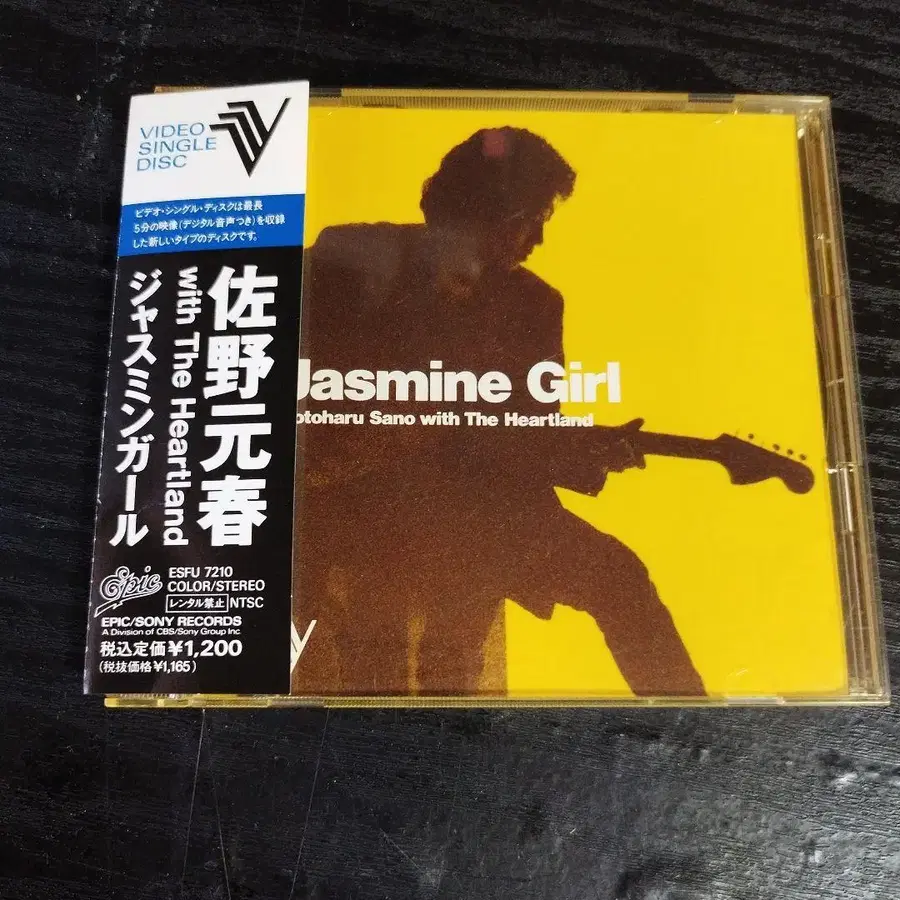 VIDEO
SINGLE
DISC
ビデオ・シングル・ディスクは最長
5分の映像(デジタル音声つき)を収録
した新しいタイプのディスクです。
佐野元春
with The Heartland
ジャスミンガール
Epic
ESFU 7210
COLOR/STEREO
レンタル禁止 NTSC
EPIC/SONY RECORDS
A Division of CBS/Sony Group Inc.
税込定価¥1,200
(税抜価格¥1,165)
Jasmine Girl
otoharu Sano with The Heartland